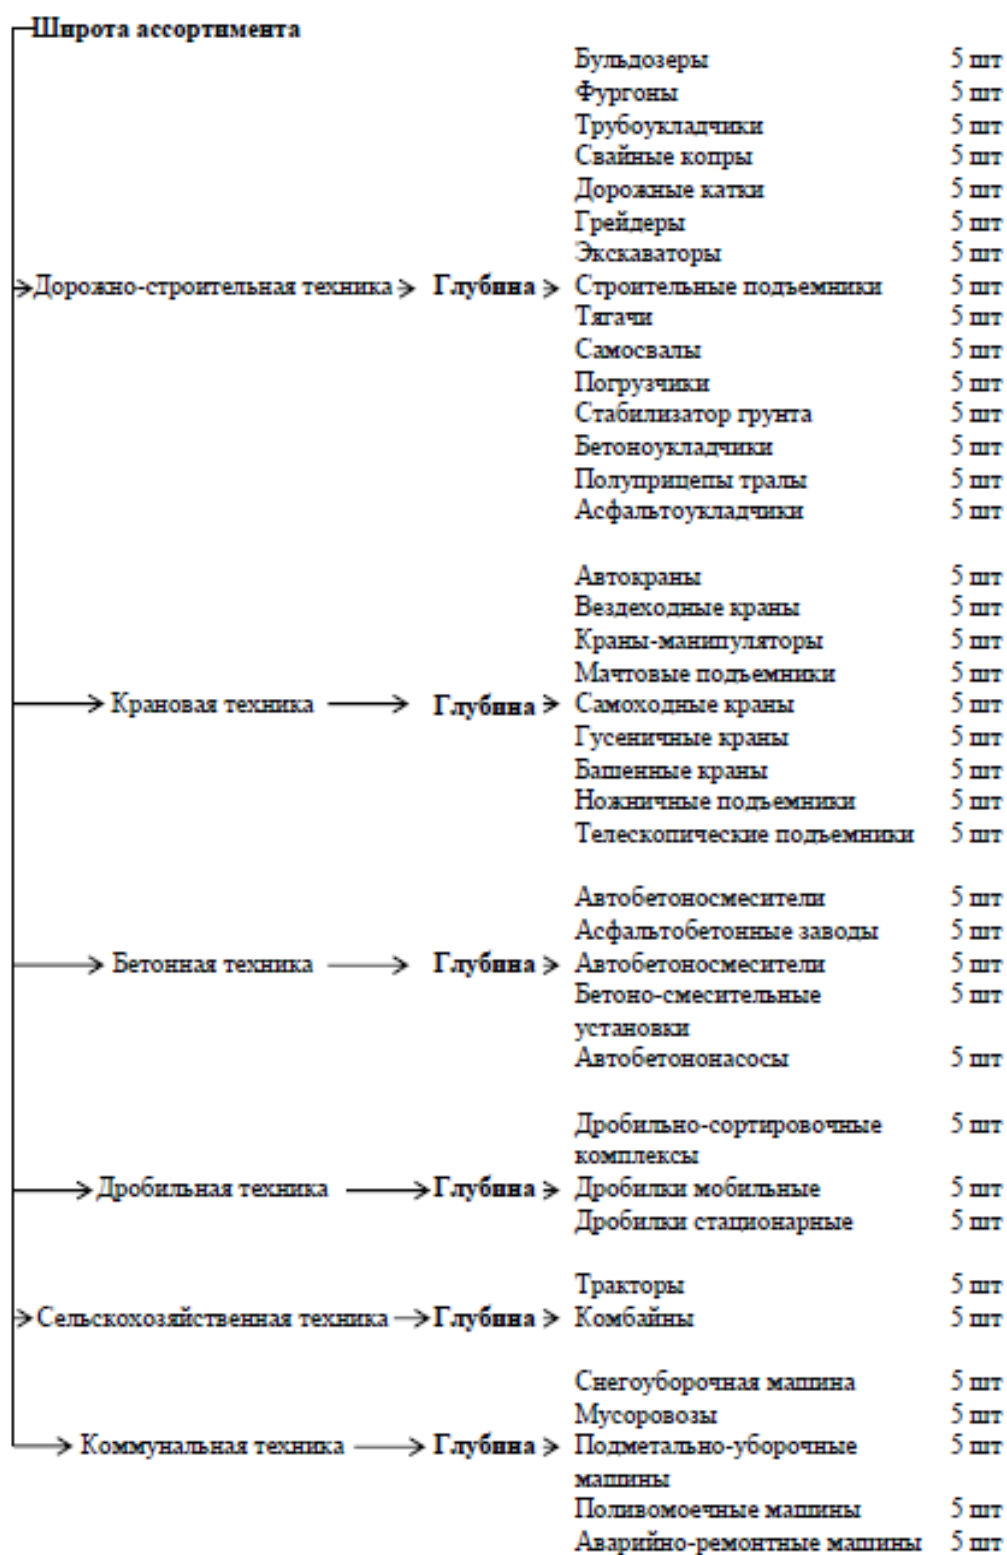 Широта ассортимента
Бульдозеры 5 шт
Фургоны 5 шт
Трубоукладчики 5 шт
Свайные копры 5 шт
Дорожные катки 5 шт
Грейдеры 5 шт
Экскаваторы 5 шт
Дорожно-строительная техника Глубина Строительные подъемники 5 шт
Тягачи 5 шт
Самосвалы 5 шт
Погрузчики 5 шт
Стабилизатор грунта 5 шт
Бетоноукладчики 5 шт
Полуприцепы тралы 5 шт
Асфальтоукладчики 5 шт
Автокраны 5 шт
Вездеходные краны 5 шт
Краны-манипуляторы 5 шт
Мачтовые подъемники 5 шт
Крановая техника Глубина Самоходные краны 5 шт
Гусеничные краны 5 шт
Башенные краны 5 шт
Ножничные подъемники 5 шт
Телескопические подъемники 5 шт
Автобетоносмесители 5 шт
Асфальтобетонные заводы 5 шт
Бетонная техника Глубина Автобетоносмесители 5 шт
Бетоно-смесительные 5 шт
установки
Автобетононасосы 5 шт
Дробильно-сортировочные 5 шт
комплексы
Дробильная техника Глубина Дробилки мобильные 5 шт
Дробилки стационарные 5 шт
Тракторы 5 шт
Сельскохозяйственная техника Глубина Комбайны 5 шт
Снегоуборочная машина 5 шт
Мусоровозы 5 шт
Коммунальная техника Глубина Подметально-уборочные 5 шт
машины
Поливомоечные машины 5 шт
Аварийно-ремонтные машины 5 шт